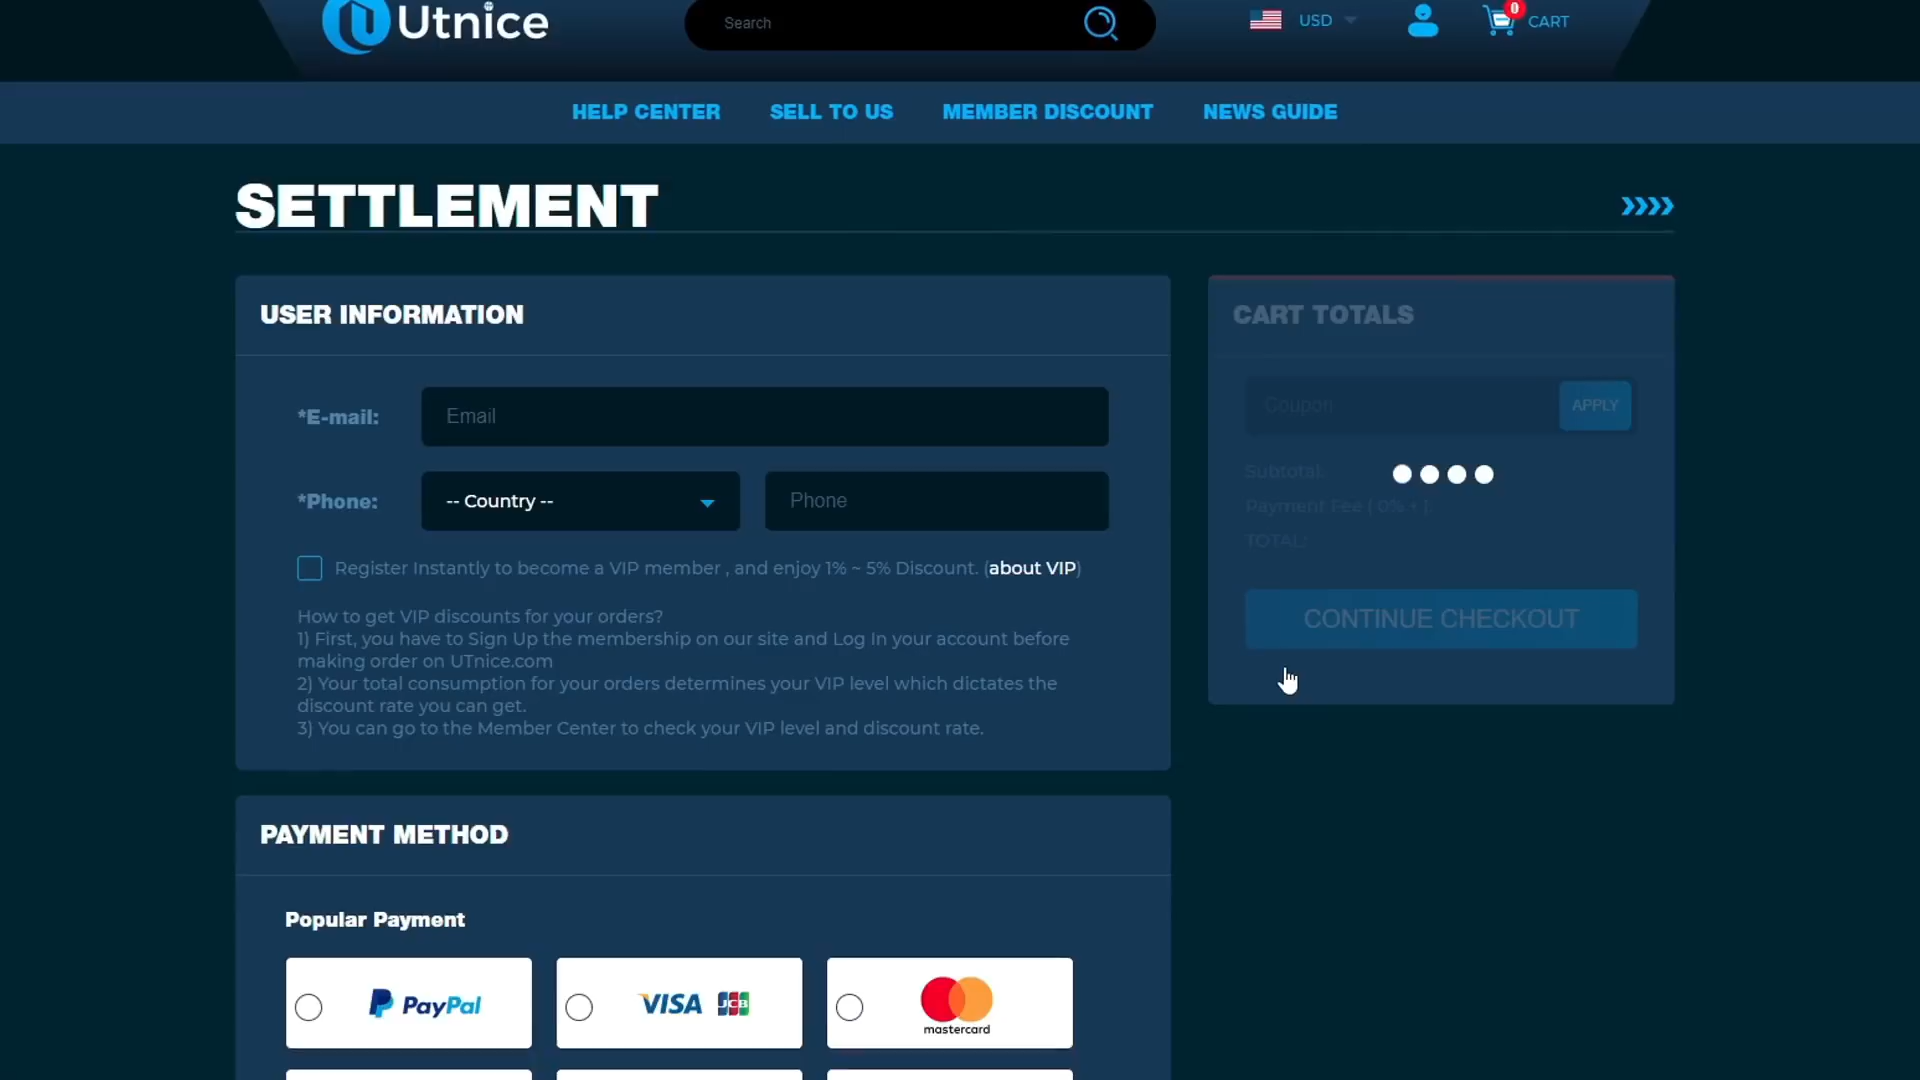 Utnice
Search
USD
0
CART
HELP CENTER
SELL TO US
MEMBER DISCOUNT
NEWS GUIDE
SETTLEMENT
USER INFORMATION
*E-mail:
Email
*Phone:
-- Country --
Phone
Register Instantly to become a VIP member , and enjoy 1% ~ 5% Discount. (about VIP)
How to get VIP discounts for your orders?
1) First, you have to Sign Up the membership on our site and Log In your account before
making order on UTnice.com
2) Your total consumption for your orders determines your VIP level which dictates the
discount rate you can get.
3) You can go to the Member Center to check your VIP level and discount rate.
CART TOTALS
Coupon
APPLY
Subtotal:
Payment Fee ( 0% + ):
TOTAL:
CONTINUE CHECKOUT
PAYMENT METHOD
Popular Payment
PayPal
VISA JCB
mastercard